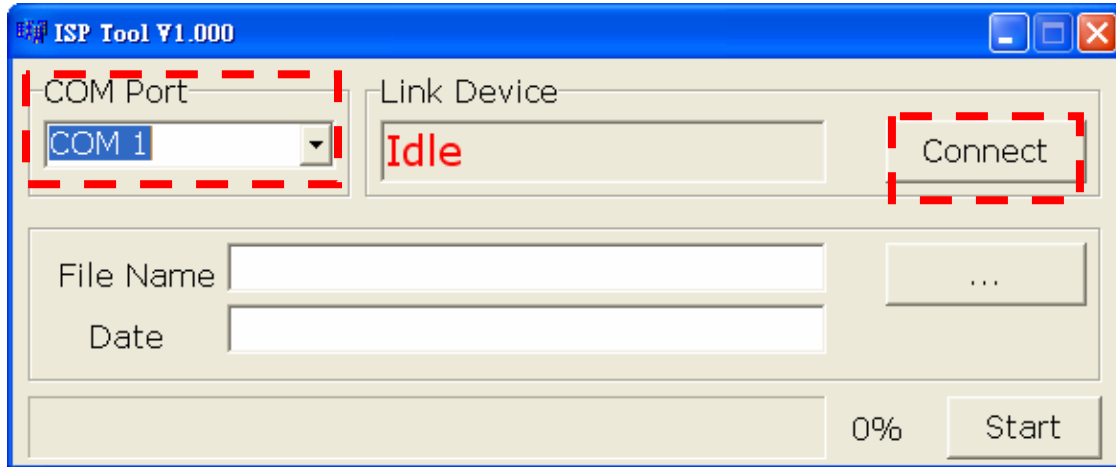 ISP Tool V1.000
COM Port
Link Device
COM 1
Idle
Connect
File Name
...
Date
0%
Start